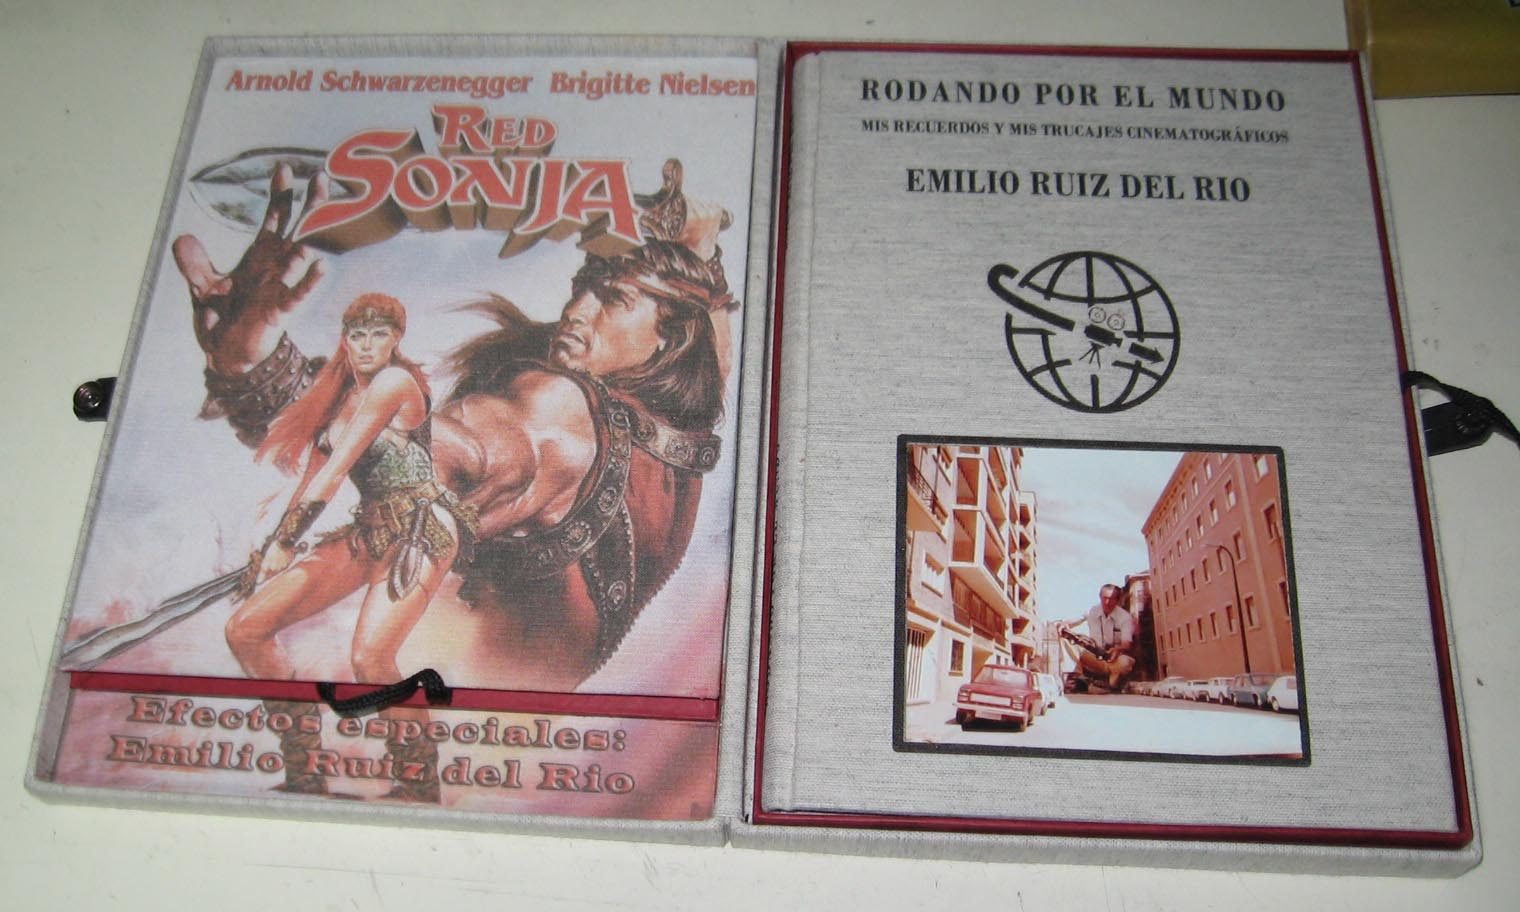 Arnold Schwarzenegger Brigitte Nielsen
RED
SONJA
Efectos especiales:
Emilio Ruiz del Rio
RODANDO POR EL MUNDO
MIS RECUERDOS Y MIS TRUCAJES CINEMATOGRÁFICOS
EMILIO RUIZ DEL RIO